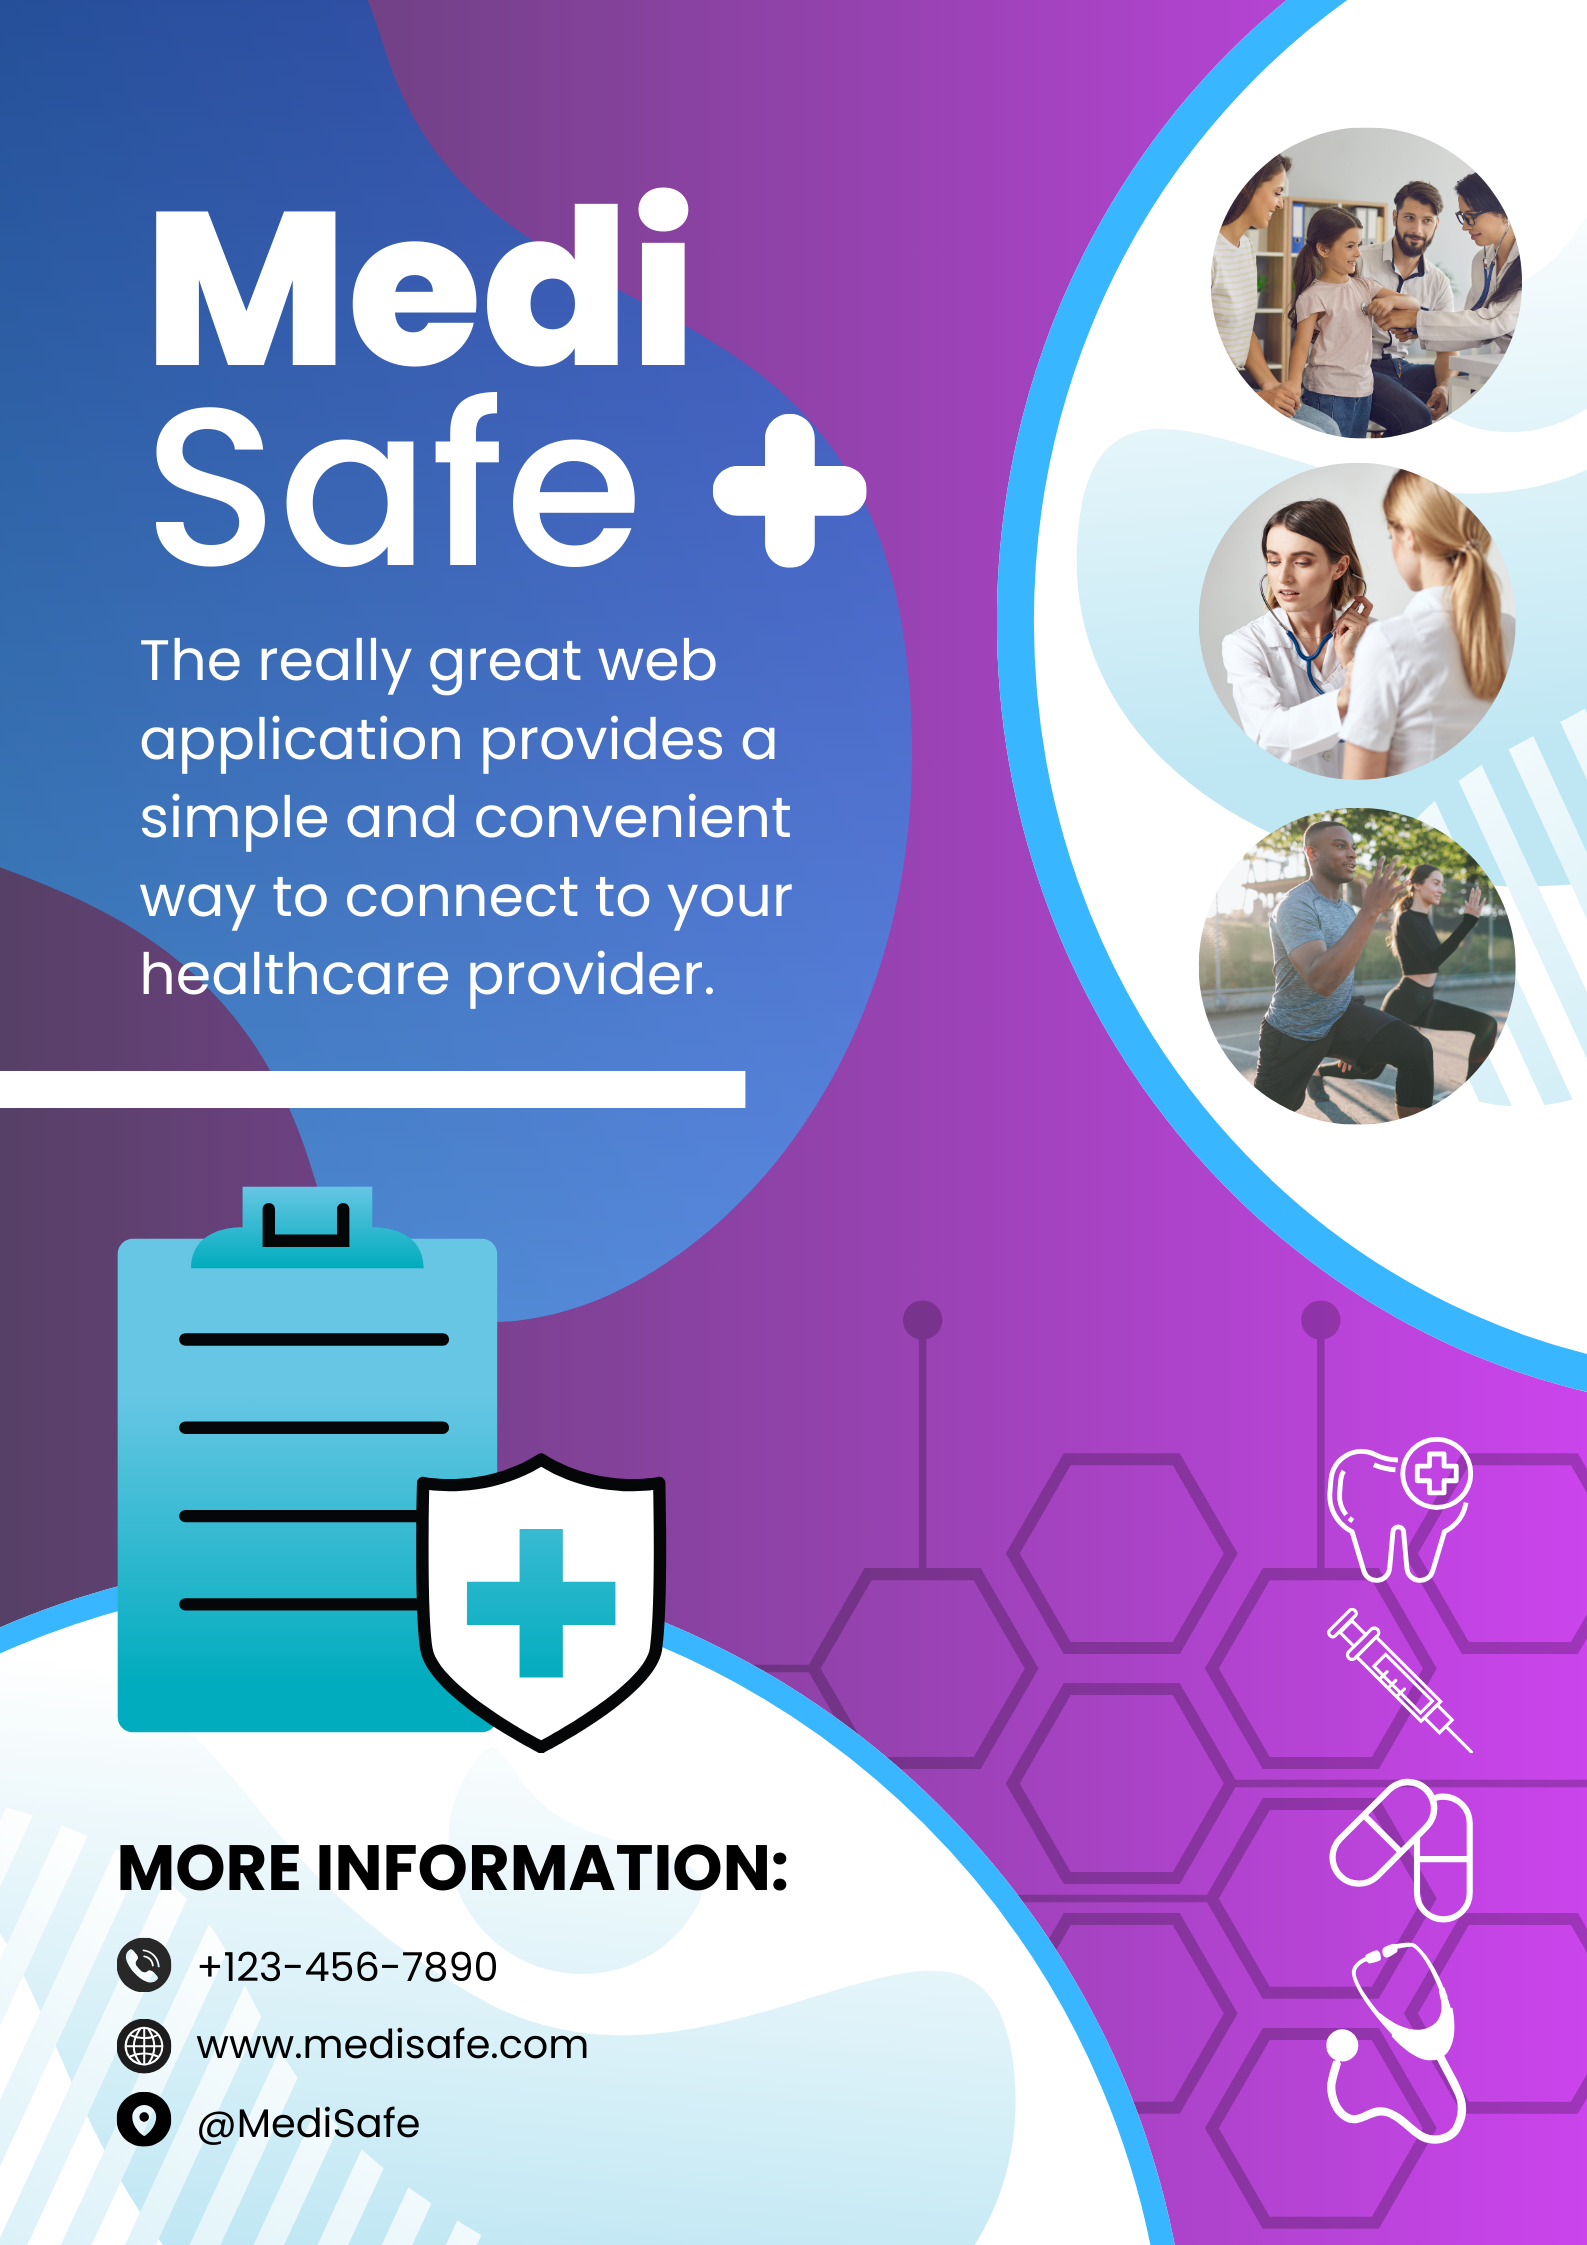 Medi
Safe
The really great web
application provides a
simple and convenient
way to connect to your
healthcare provider.
MORE INFORMATION:
+123-456-7890
www.medisafe.com
@MediSafe